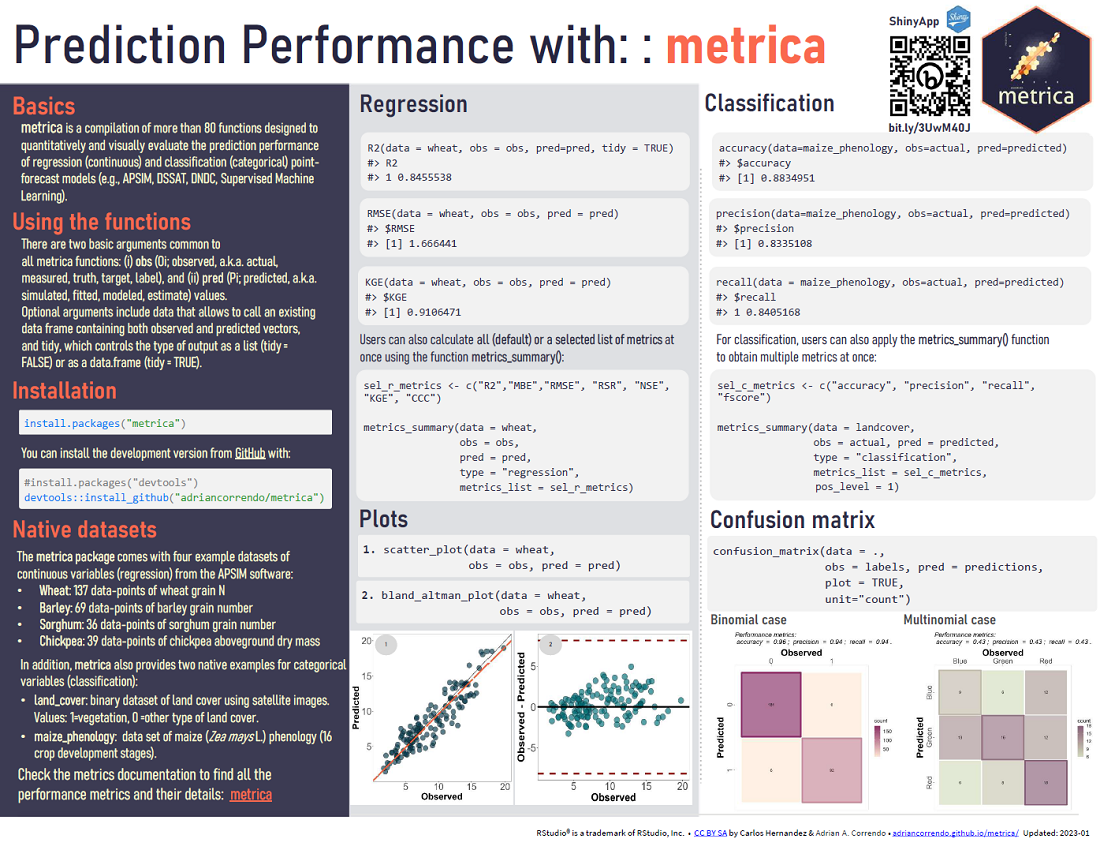 Prediction Performance with: : metrica
ShinyApp
Shiny
metrica
bit.ly/3UwM40J
Basics
metrica is a compilation of more than 80 functions designed to
quantitatively and visually evaluate the prediction performance
of regression (continuous) and classification (categorical) point-
forecast models (e.g., APSIM, DSSAT, DNDC, Supervised Machine
Learning).
Using the functions
There are two basic arguments common to
all metrica functions: (i) obs (Oi; observed, a.k.a. actual,
measured, truth, target, label), and (ii) pred (Pi; predicted, a.k.a.
simulated, fitted, modeled, estimate) values.
Optional arguments include data that allows to call an existing
data frame containing both observed and predicted vectors,
and tidy, which controls the type of output as a list (tidy =
FALSE) or as a data.frame (tidy = TRUE).
Installation
install.packages("metrica")
You can install the development version from GitHub with:
#install.packages("devtools")
devtools::install_github("adriancorrendo/metrica")
Native datasets
The metrica package comes with four example datasets of
continuous variables (regression) from the APSIM software:
• Wheat: 137 data-points of wheat grain N
• Barley: 69 data-points of barley grain number
• Sorghum: 36 data-points of sorghum grain number
• Chickpea: 39 data-points of chickpea aboveground dry mass
In addition, metrica also provides two native examples for categorical
variables (classification):
• land_cover: binary dataset of land cover using satellite images.
Values: 1=vegetation, 0 =other type of land cover.
• maize_phenology: data set of maize (Zea mays L.) phenology (16
crop development stages).
Check the metrics documentation to find all the
performance metrics and their details: metrica
Regression
R2(data = wheat, obs = obs, pred=pred, tidy = TRUE)
#> R2
#> 1 0.8455538
RMSE(data = wheat, obs = obs, pred = pred)
#> $RMSE
#> [1] 1.666441
KGE(data = wheat, obs = obs, pred = pred)
#> $KGE
#> [1] 0.9106471
Users can also calculate all (default) or a selected list of metrics at
once using the function metrics_summary():
sel_r_metrics <- c("R2","MBE","RMSE", "RSR", "NSE",
"KGE", "CCC")
metrics_summary(data = wheat,
obs = obs,
pred = pred,
type = "regression",
metrics_list = sel_r_metrics)
Plots
1. scatter_plot(data = wheat,
obs = obs, pred = pred)
2. bland_altman_plot(data = wheat,
obs = obs, pred = pred)
1
20
15
10
5
Predicted
5 10 15 20
Observed
2
5
0
-5
Observed - Predicted
0 5 10 15 20
Observed
Classification
accuracy(data=maize_phenology, obs=actual, pred=predicted)
#> $accuracy
#> [1] 0.8834951
precision(data=maize_phenology, obs=actual, pred=predicted)
#> $precision
#> [1] 0.8335108
recall(data = maize_phenology, obs=actual, pred=predicted)
#> $recall
#> 1 0.8405168
For classification, users can also apply the metrics_summary() function
to obtain multiple metrics at once:
sel_c_metrics <- c("accuracy", "precision", "recall",
"fscore")
metrics_summary(data = landcover,
obs = actual, pred = predicted,
type = "classification",
metrics_list = sel_c_metrics,
pos_level = 1)
Confusion matrix
confusion_matrix(data = .,
obs = labels, pred = predictions,
plot = TRUE,
unit="count")
Binomial case
Performance metrics:
accuracy = 0.96 ; precision = 0.94 ; recall = 0.94 .
Observed
0 1
Predicted
0
1
count
150
100
50
Multinomial case
Performance metrics:
accuracy = 0.43 ; precision = 0.43 ; recall = 0.43 .
Observed
Blue Green Red
Predicted
Blue
Green
Red
count
RStudio® is a trademark of RStudio, Inc. • CC BY SA by Carlos Hernandez & Adrian A. Correndo • adriancorrendo.github.io/metrica/ Updated: 2023-01